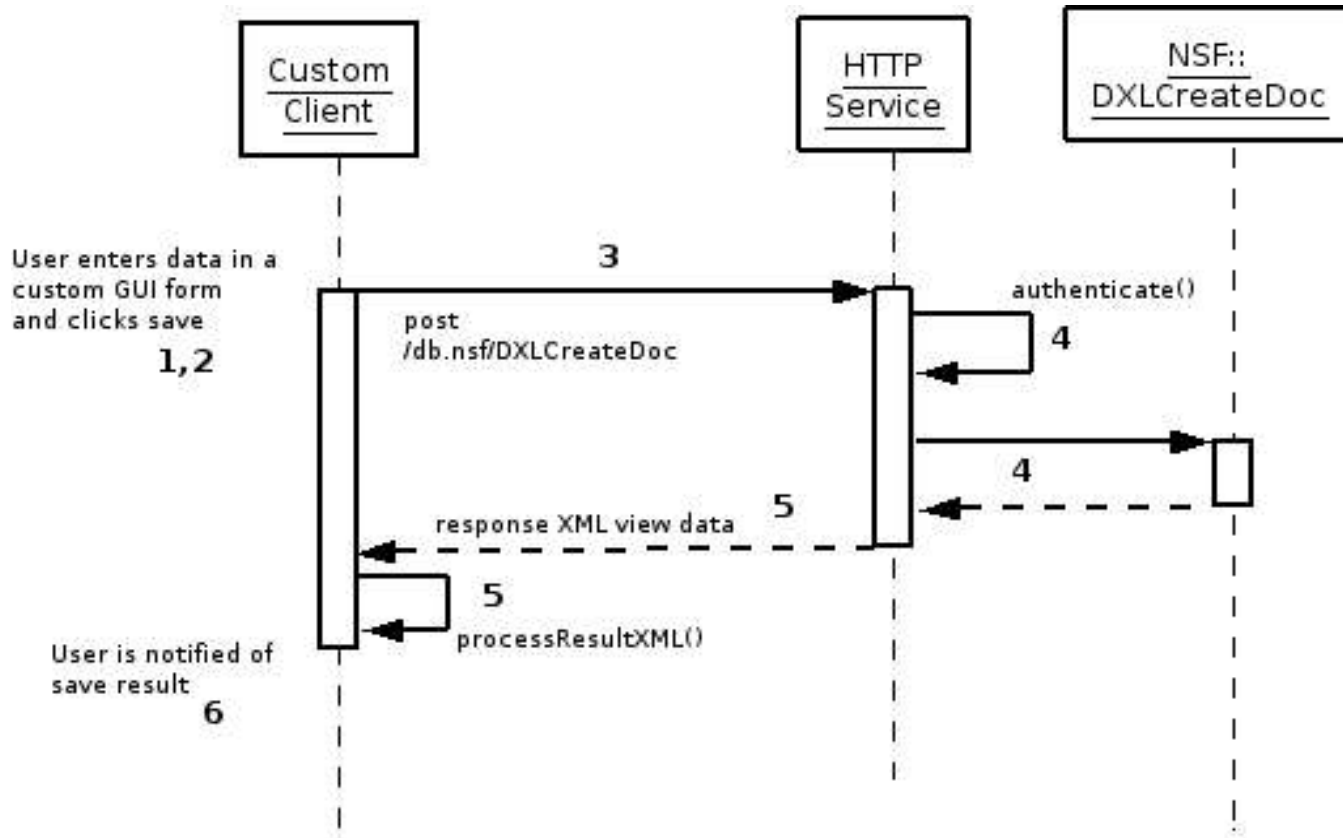 Custom
Client
HTTP
Service
NSF::
DXLCreateDoc
User enters data in a
custom GUI form
and clicks save
1,2
3
post
/db.nsf/DXLCreateDoc
authenticate()
4
4
5
response XML view data
5
processResultXML()
User is notified of
save result
6